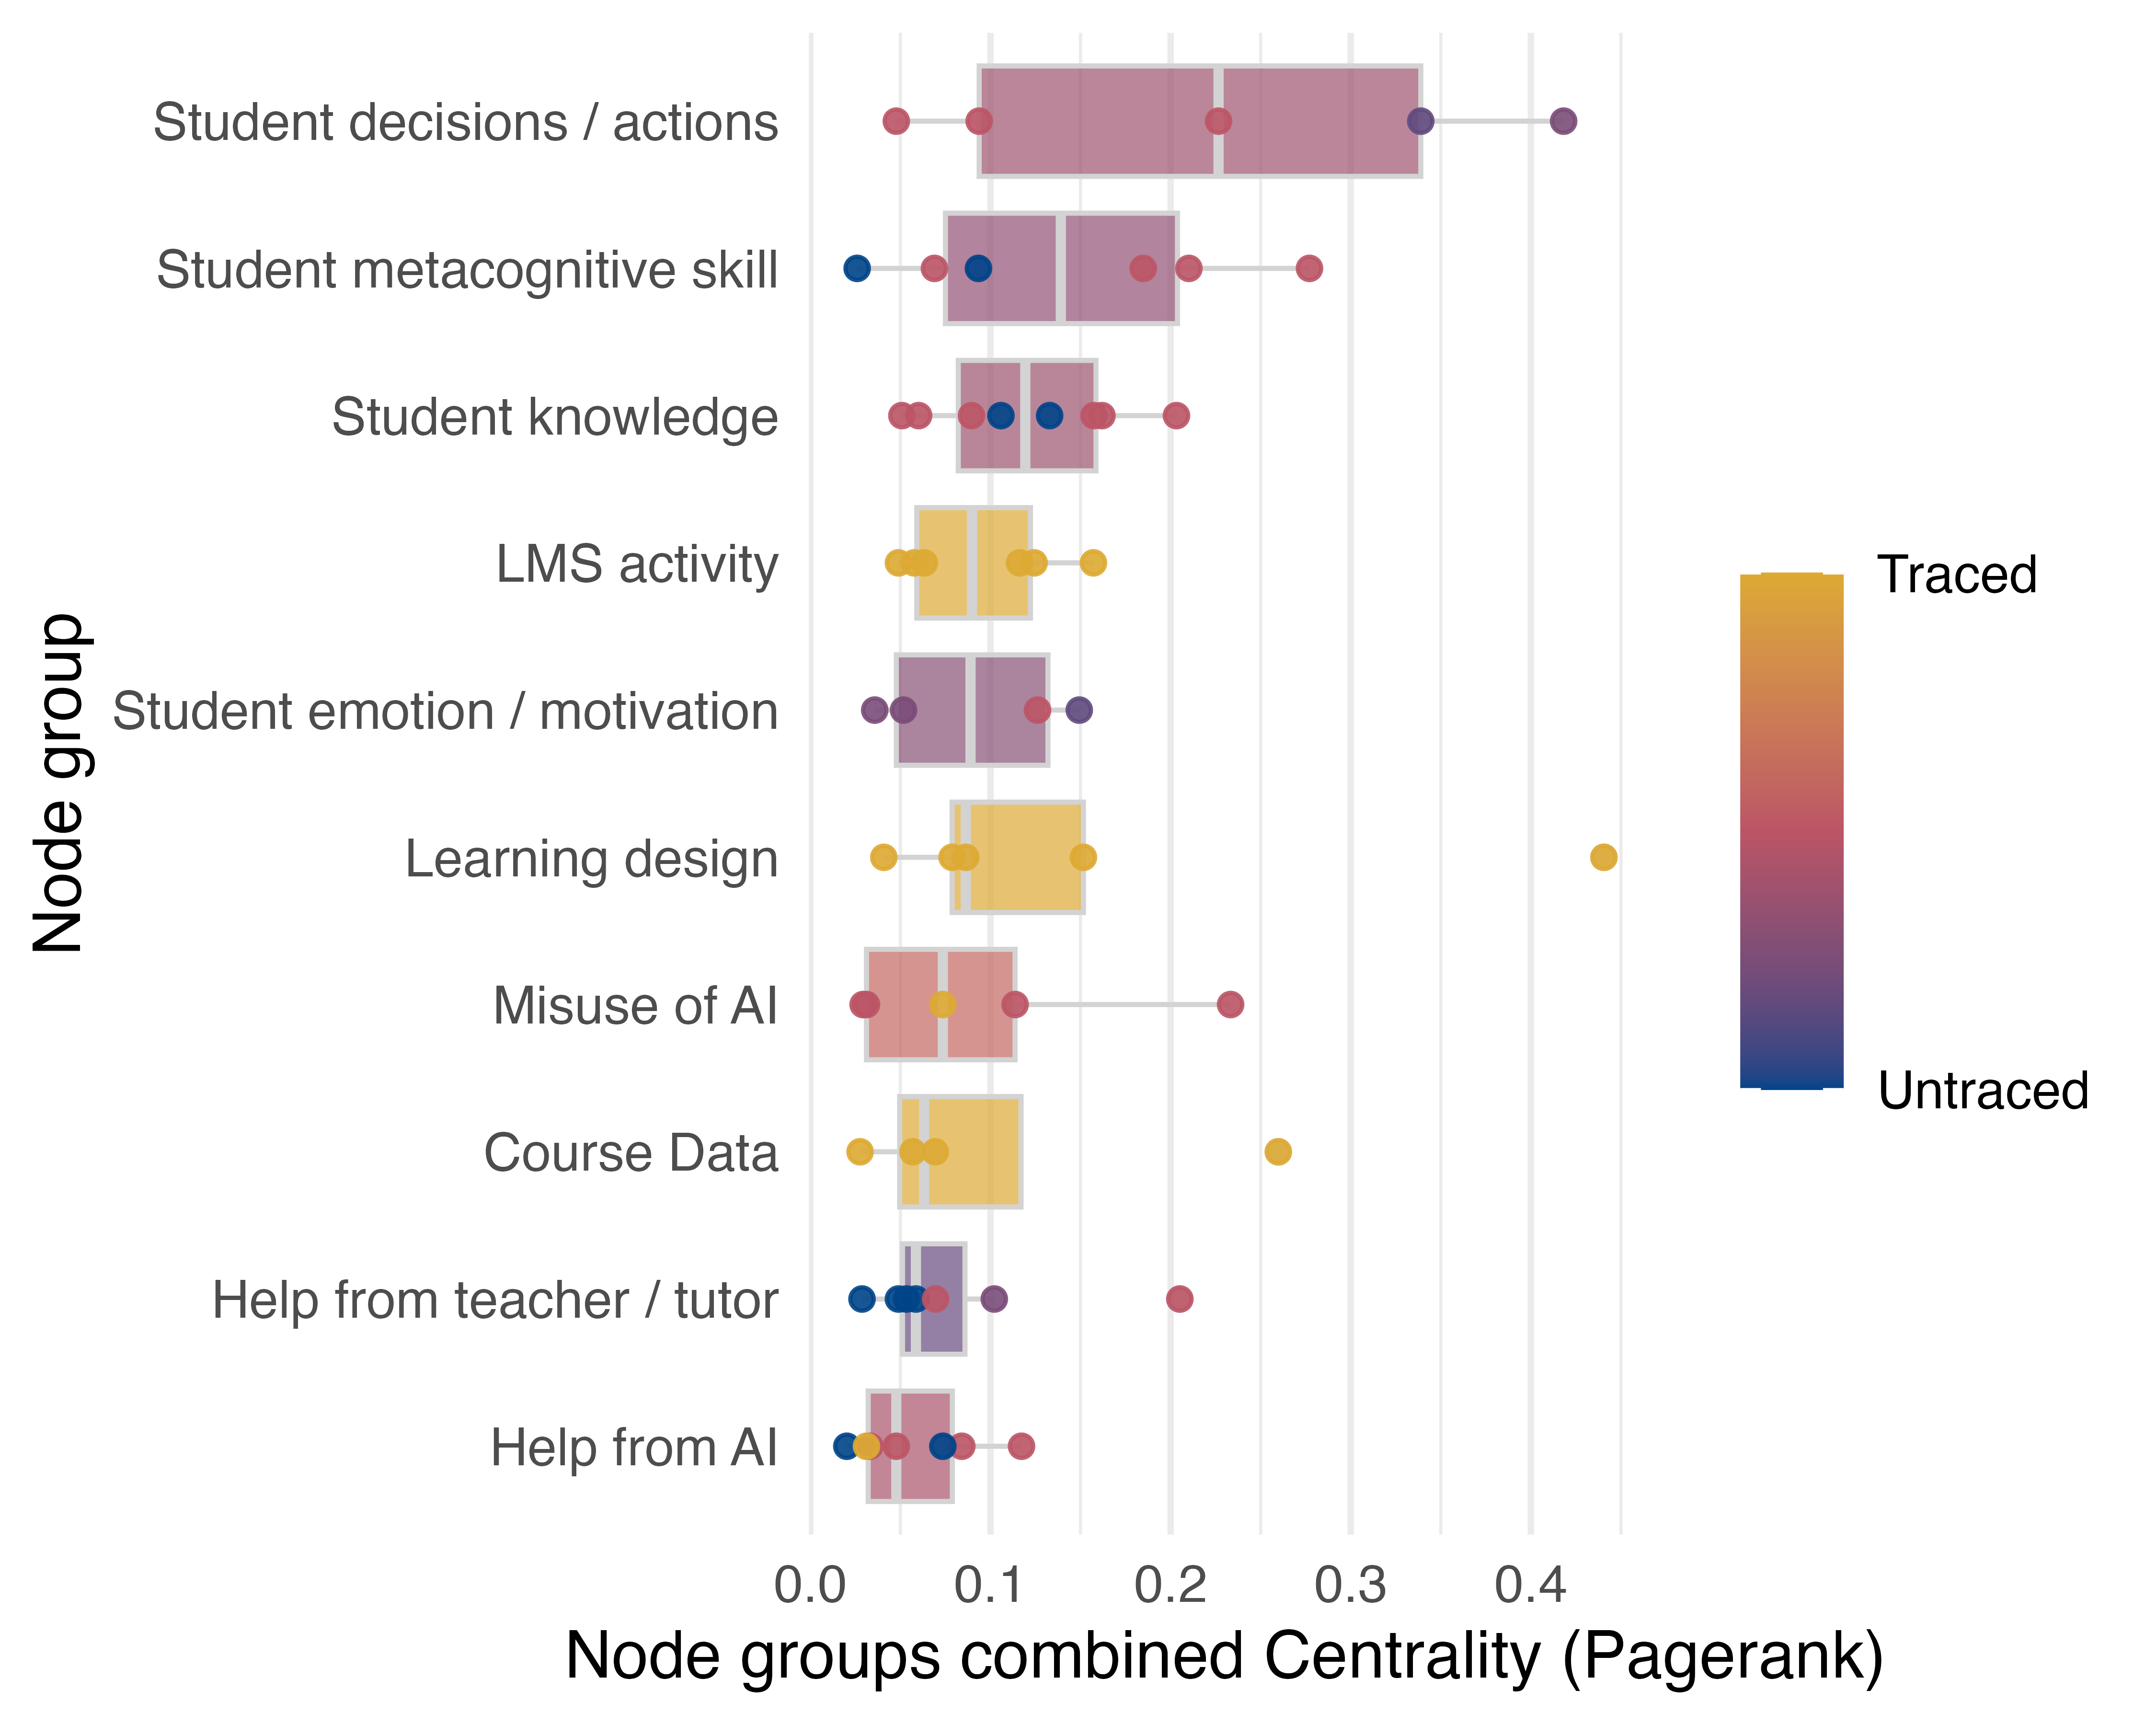 Node group
Student decisions / actions
Student metacognitive skill
Student knowledge
LMS activity
Student emotion / motivation
Learning design
Misuse of AI
Course Data
Help from teacher / tutor
Help from AI
0.0 0.1 0.2 0.3 0.4
Node groups combined Centrality (Pagerank)
Traced
Untraced